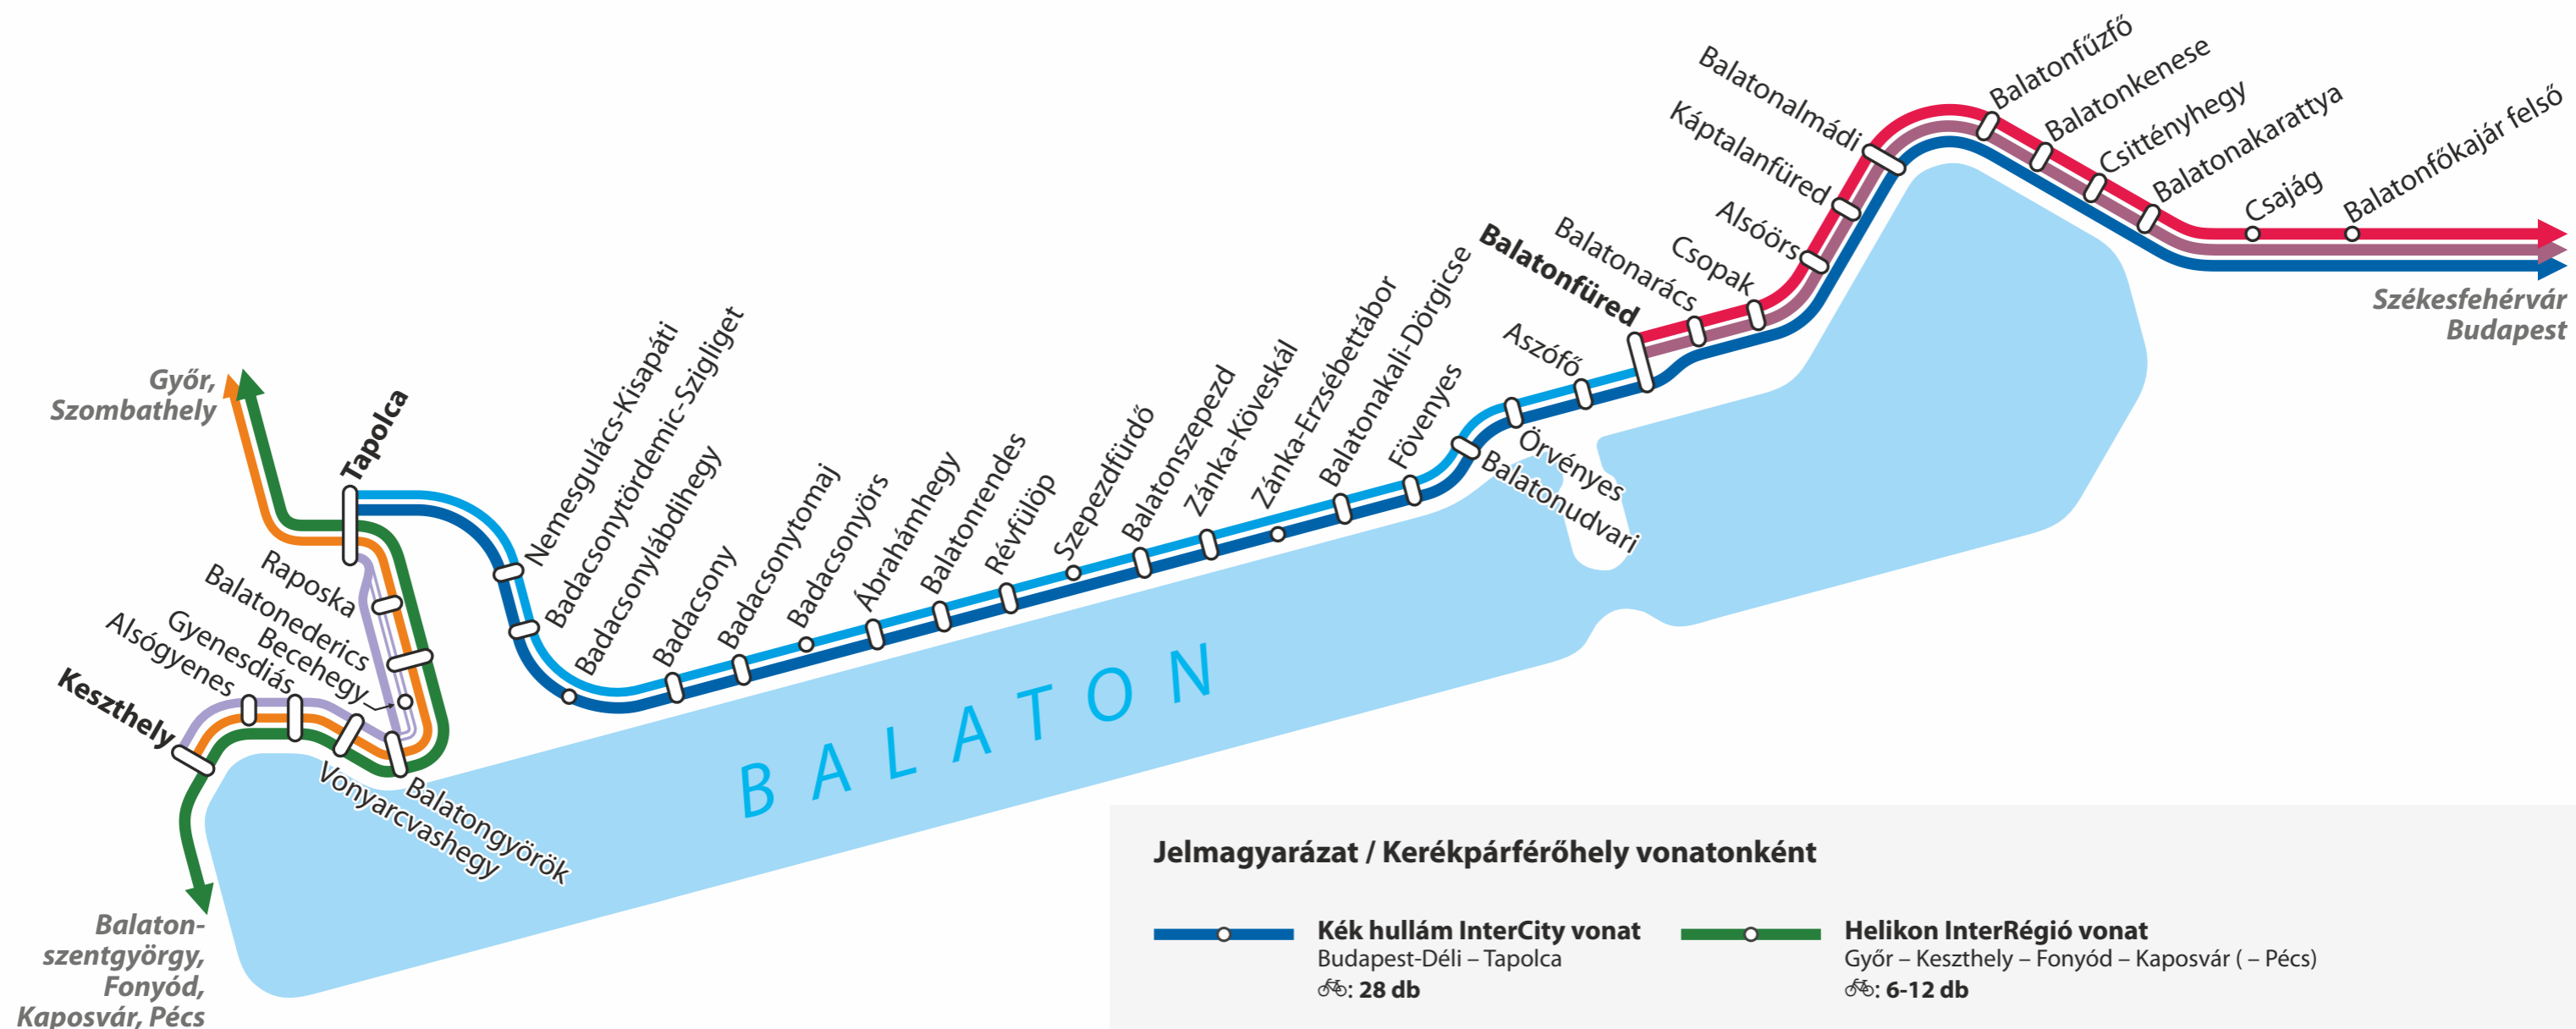 Győr,
Szombathely
Tapolca
Raposka
Balatonederics
Becehegy
Gyenesdiás
Alsógyenes
Keszthely
Vonyarcvashegy
Balatongyörök
Balaton-
szentgyörgy,
Fonyód,
Kaposvár, Pécs
Nemesgulács-Kisapáti
Badacsonytördemic-Szigliget
Badacsonylábdihegy
Badacsony
Badacsonytomaj
Badacsonyörs
Ábrahámhegy
Balatonrendes
Révfülöp
Szepezdfürdő
Balatonszepezd
Zánka-Köveskál
Zánka-Erzsébettábor
Balatonakali-Dörgicse
Fövenyes
Balatonudvari
Örvényes
Aszófő
Balatonfüred
Balatonarács
Csopak
Alsóörs
Káptalanfüred
Balatonalmádi
Balatonfűzfő
Balatonkenese
Csittényhegy
Balatonakarattya
Csajág
Balatonfőkajár felső
Székesfehérvár
Budapest
BALATON
Jelmagyarázat / Kerékpárférőhely vonatonként
Kék hullám InterCity vonat
Budapest-Déli – Tapolca
: 28 db
Helikon InterRégió vonat
Győr – Keszthely – Fonyód – Kaposvár ( – Pécs)
: 6-12 db